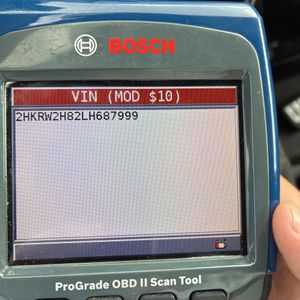 BOSCH
VIN (MOD $10)
2HKRW2H82LH687999
ProGrade OBD II Scan Tool